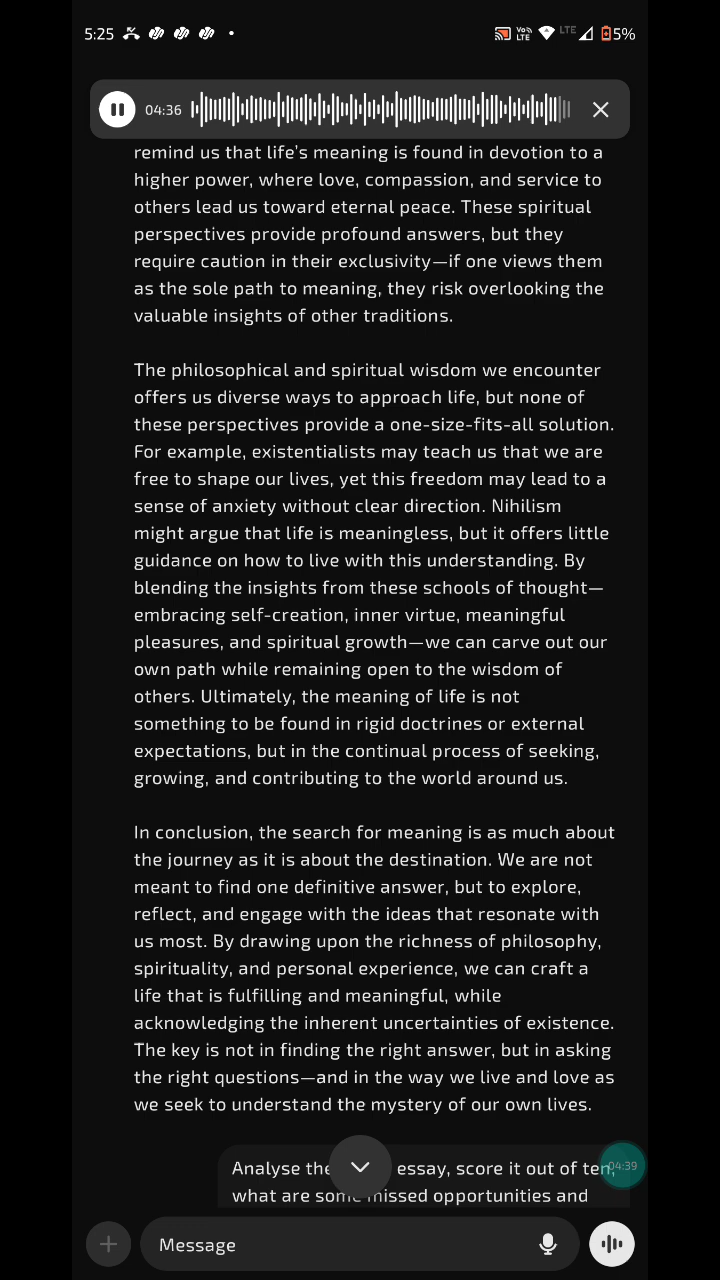 5:25
Vo)) LTE
LTE
5%
04:36
remind us that life's meaning is found in devotion to a
higher power, where love, compassion, and service to
others lead us toward eternal peace. These spiritual
perspectives provide profound answers, but they
require caution in their exclusivity—if one views them
as the sole path to meaning, they risk overlooking the
valuable insights of other traditions.
The philosophical and spiritual wisdom we encounter
offers us diverse ways to approach life, but none of
these perspectives provide a one-size-fits-all solution.
For example, existentialists may teach us that we are
free to shape our lives, yet this freedom may lead to a
sense of anxiety without clear direction. Nihilism
might argue that life is meaningless, but it offers little
guidance on how to live with this understanding. By
blending the insights from these schools of thought—
embracing self-creation, inner virtue, meaningful
pleasures, and spiritual growth—we can carve out our
own path while remaining open to the wisdom of
others. Ultimately, the meaning of life is not
something to be found in rigid doctrines or external
expectations, but in the continual process of seeking,
growing, and contributing to the world around us.
In conclusion, the search for meaning is as much about
the journey as it is about the destination. We are not
meant to find one definitive answer, but to explore,
reflect, and engage with the ideas that resonate with
us most. By drawing upon the richness of philosophy,
spirituality, and personal experience, we can craft a
life that is fulfilling and meaningful, while
acknowledging the inherent uncertainties of existence.
The key is not in finding the right answer, but in asking
the right questions—and in the way we live and love as
we seek to understand the mystery of our own lives.
Analyse the essay, score it out of ten,
04:39
what are some missed opportunities and
Message